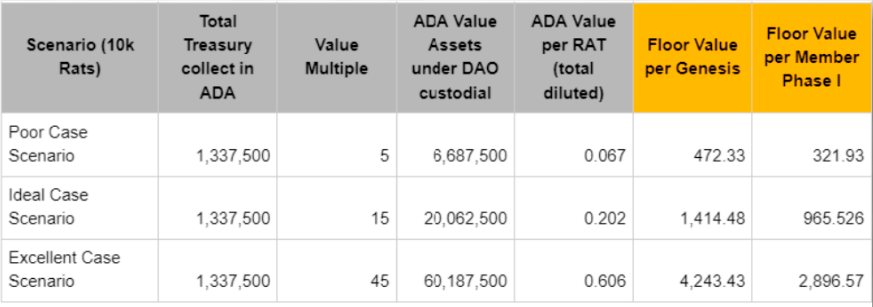 Scenario (10k Rats) Total Treasury collect in ADA Value Multiple ADA Value Assets under DAO custodial ADA Value per RAT (total diluted) Floor Value per Genesis Floor Value per Member Phase I
Poor Case Scenario 1,337,500 5 6,687,500 0.067 472.33 321.93
Ideal Case Scenario 1,337,500 15 20,062,500 0.202 1,414.48 965.526
Excellent Case Scenario 1,337,500 45 60,187,500 0.606 4,243.43 2,896.57